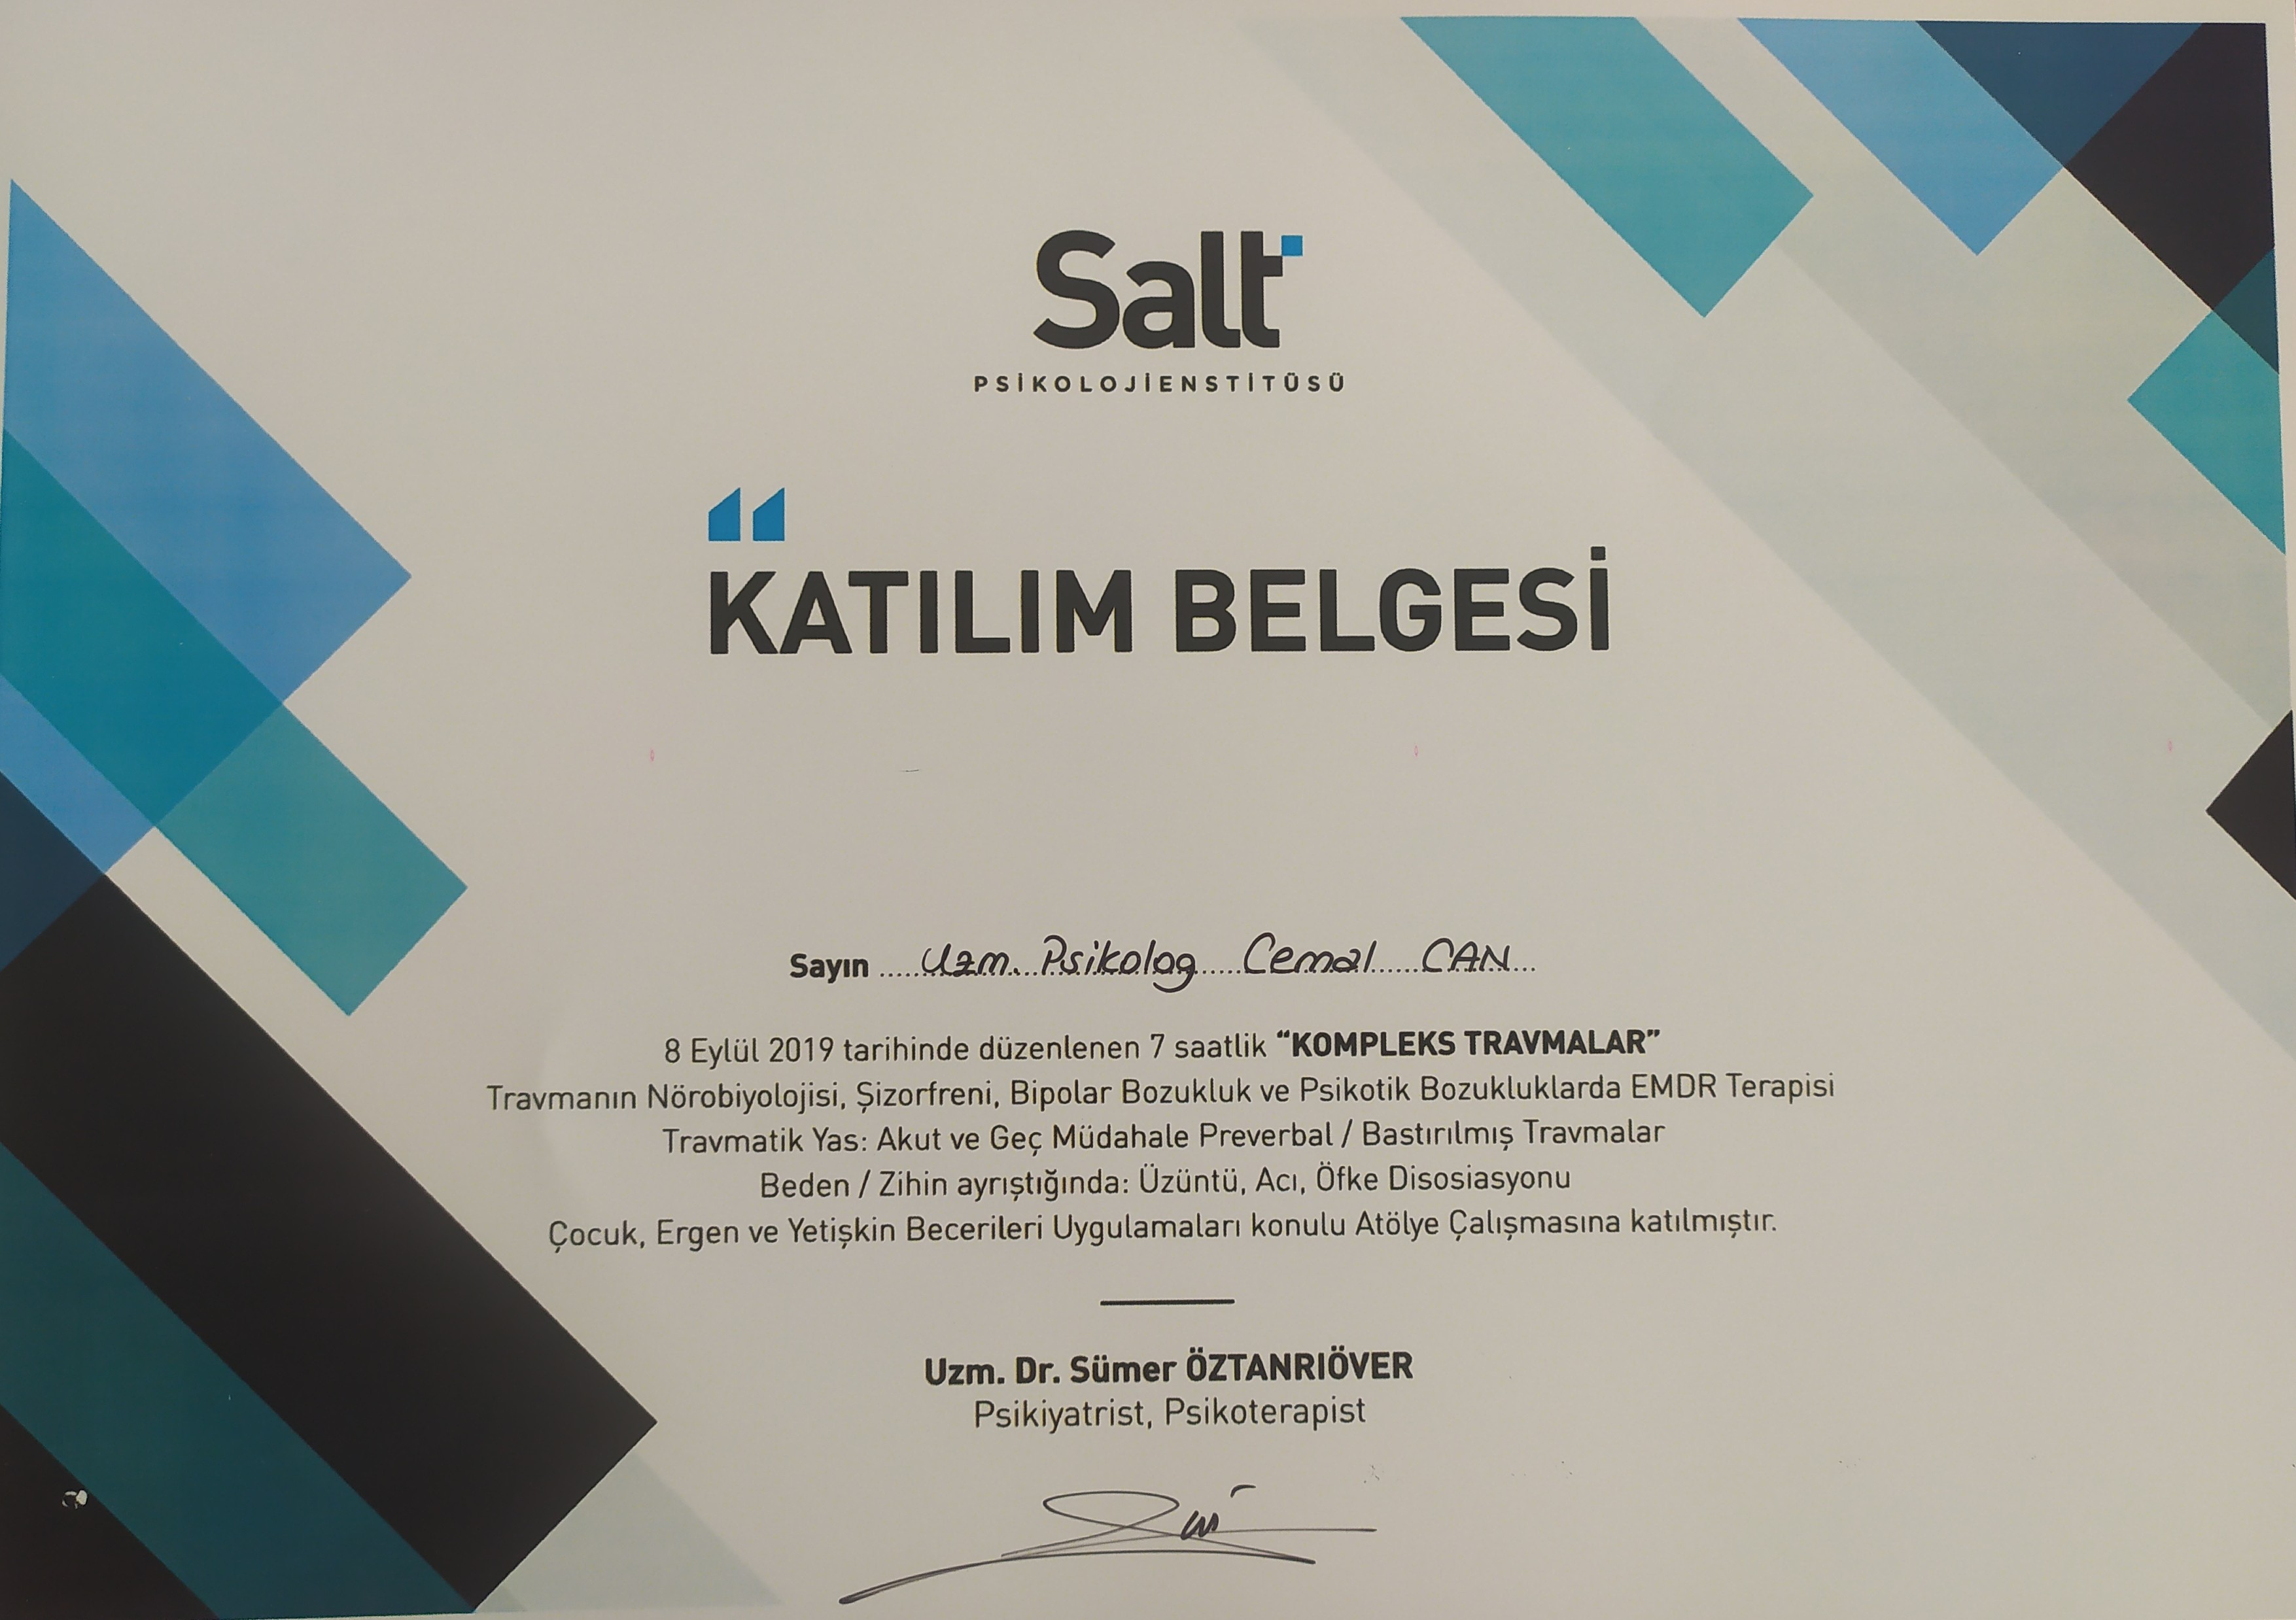 Salt
PSİKOLOJİENSTİTÜSÜ
“
KATILIM BELGESİ
Sayın ..... Uzm. Psikolog Cemal CAN ...
8 Eylül 2019 tarihinde düzenlenen 7 saatlik “KOMPLEKS TRAVMALAR”
Travmanın Nörobiyolojisi, Şizorfreni, Bipolar Bozukluk ve Psikotik Bozukluklarda EMDR Terapisi
Travmatik Yas: Akut ve Geç Müdahale Preverbal / Bastırılmış Travmalar
Beden / Zihin ayrıştığında: Üzüntü, Acı, Öfke Disosiasyonu
Çocuk, Ergen ve Yetişkin Becerileri Uygulamaları konulu Atölye Çalışmasına katılmıştır.
Uzm. Dr. Sümer ÖZTANRIÖVER
Psikiyatrist, Psikoterapist